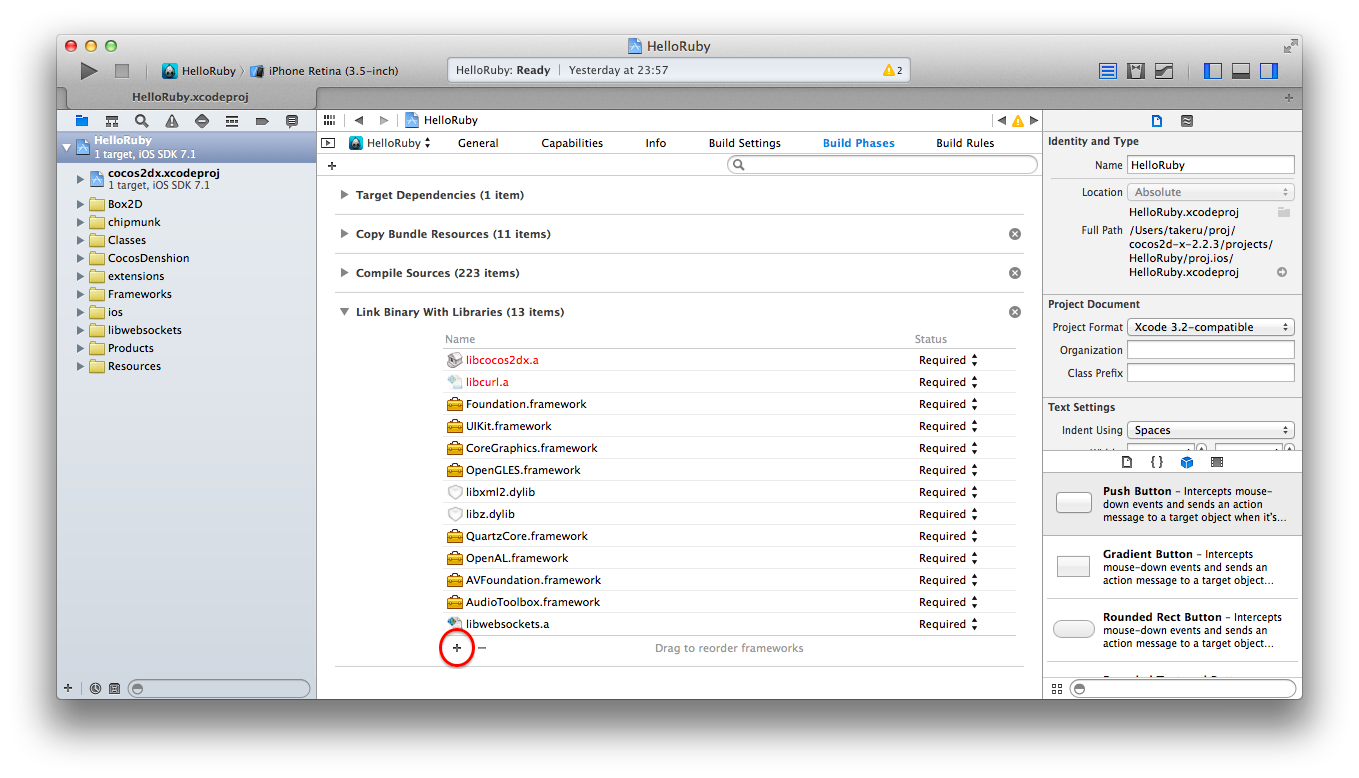 HelloRuby
HelloRuby
iPhone Retina (3.5-inch)
HelloRuby: Ready
Yesterday at 23:57
2
HelloRuby.xcodeproj
HelloRuby
1 target, iOS SDK 7.1
cocos2dx.xcodeproj
1 target, iOS SDK 7.1
Box2D
chipmunk
Classes
CocosDenshion
extensions
Frameworks
ios
libwebsockets
Products
Resources
HelloRuby
HelloRuby
General
Capabilities
Info
Build Settings
Build Phases
Build Rules
Target Dependencies (1 item)
Copy Bundle Resources (11 items)
Compile Sources (223 items)
Link Binary With Libraries (13 items)
Name Status
libcocos2dx.a Required
libcurl.a Required
Foundation.framework Required
UIKit.framework Required
CoreGraphics.framework Required
OpenGLES.framework Required
libxml2.dylib Required
libz.dylib Required
QuartzCore.framework Required
OpenAL.framework Required
AVFoundation.framework Required
AudioToolbox.framework Required
libwebsockets.a Required
Drag to reorder frameworks
Identity and Type
Name HelloRuby
Location Absolute
HelloRuby.xcodeproj
Full Path /Users/takeru/proj/
cocos2d-x-2.2.3/projects/
HelloRuby/proj.ios/
HelloRuby.xcodeproj
Project Document
Project Format Xcode 3.2-compatible
Organization
Class Prefix
Text Settings
Indent Using Spaces
Push Button - Intercepts mouse-
down events and sends an action
message to a target object when it's...
Gradient Button - Intercepts
mouse-down events and sends an
action message to a target object...
Rounded Rect Button - Intercepts
mouse-down events and sends an
action message to a target object...